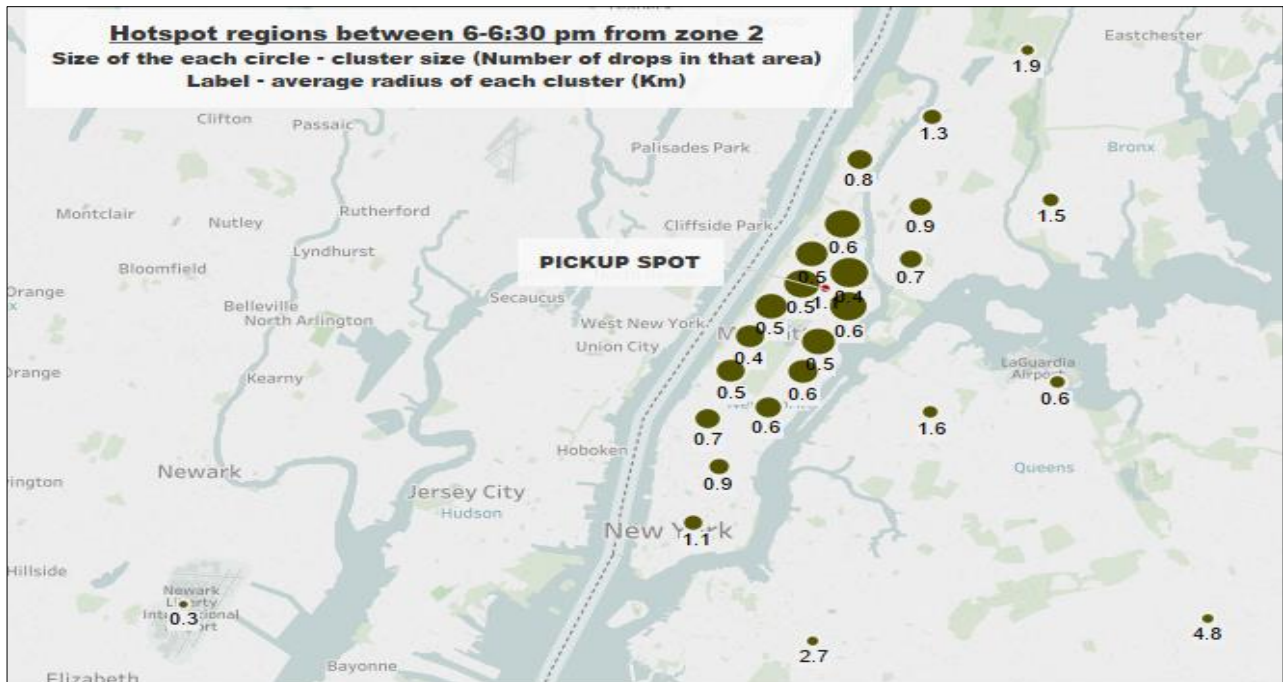 Hotspot regions between 6-6:30 pm from zone 2
Size of the each circle - cluster size (Number of drops in that area)
Label - average radius of each cluster (Km)
Eastchester
1.9
Clifton
Passaic
1.3
Palisades Park
Bronx
0.8
Montclair
Nutley
Rutherford
Cliffside Park
0.9
1.5
Lyndhurst
0.6
PICKUP SPOT
Bloomfield
0.5
0.7
Orange
Secaucus
0.4
Belleville
North Arlington
0.5
West New York
0.5
0.6
Union City
LaGuardia
Airport
Orange
0.4
0.5
Kearny
0.5
0.6
0.6
0.7
0.6
1.6
Hoboken
Newark
0.9
Queens
Jersey City
Hudson
New York
1.1
Hillside
Newark
Liberty
0.3
4.8
2.7
Bayonne
Elizabeth